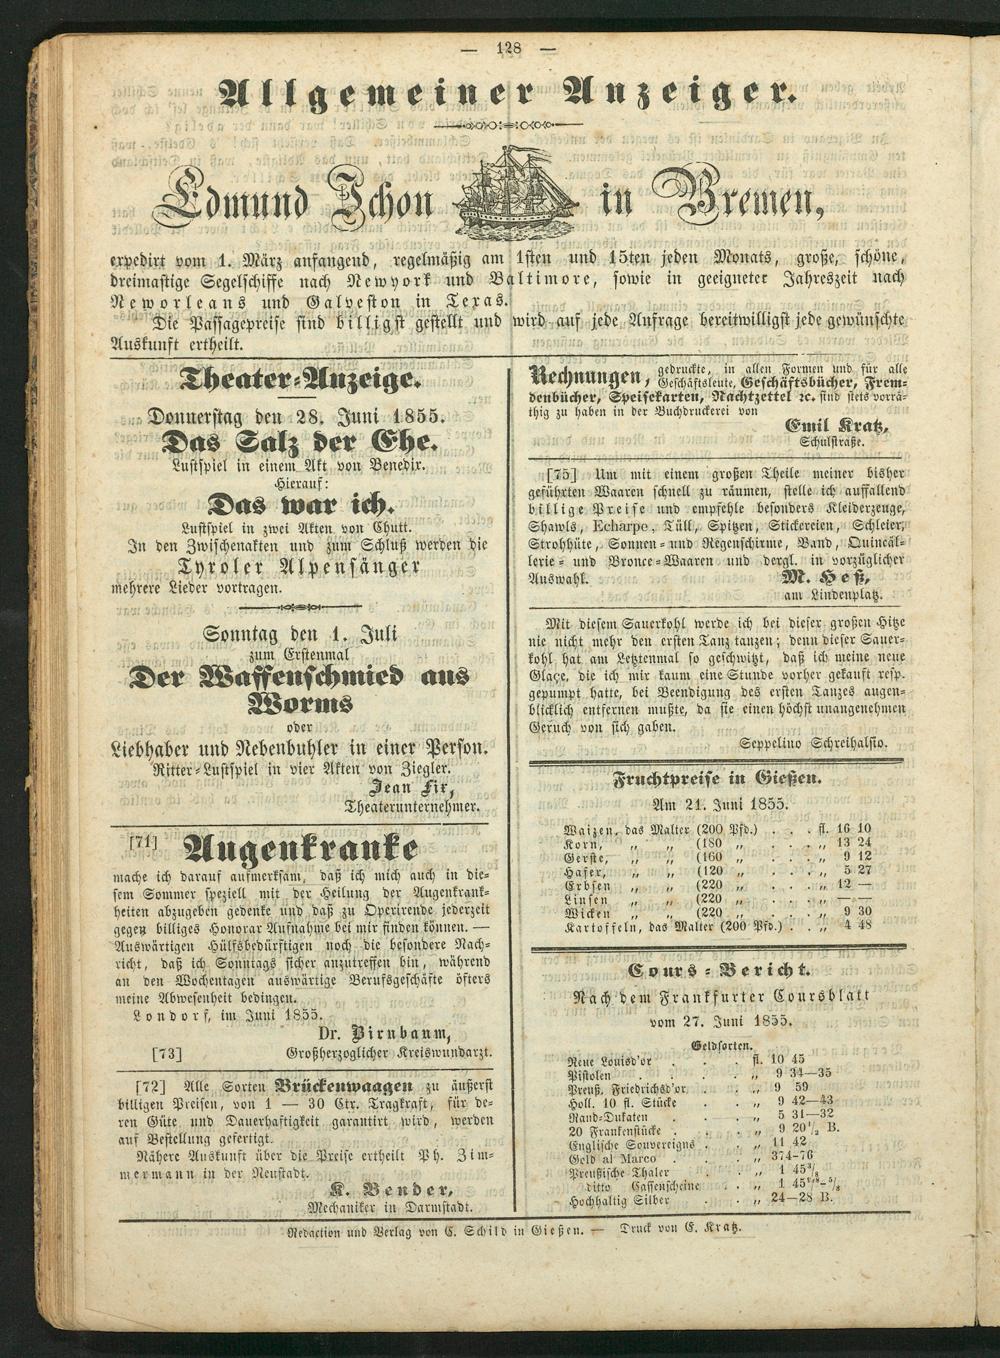 — 128 —
Allgemeiner Anzeiger.
Edmund Ichon in Bremen,
expedirt vom 1. März anfangend, regelmäßig am 1sten und 15ten jeden Monats, große, schöne,
dreimastige Segelschiffe nach Newyork und Baltimore, sowie in geeigneter Jahreszeit nach
Neworleans und Galveston in Texas.
Die Passagepreise sind billigst gestellt und wird auf jede Anfrage bereitwilligst jede gewünschte
Auskunft ertheilt.
Theater-Anzeige.
Donnerstag den 28. Juni 1855.
Das Salz der Ehe.
Lustspiel in einem Akt von Benedix.
Hierauf:
Das war ich.
Lustspiel in zwei Akten von Hutt.
In den Zwischenakten und zum Schluß werden die
Tyroler Alpensänger
mehrere Lieder vortragen.
Sonntag den 1. Juli
zum Erstenmal
Der Waffenschmied aus
Worms
oder
Liebhaber und Nebenbuhler in einer Person.
Ritter-Lustspiel in vier Akten von Ziegler.
Jean Fix,
Theaterunternehmer.
[71] Augenkranke
mache ich darauf aufmerksam, daß ich mich auch in die-
sem Sommer speziell mit der Heilung der Augenkrank-
heiten abzugeben gedenke und daß zu Operirende jederzeit
gegen billiges Honorar Aufnahme bei mir finden können. —
Auswärtigen Hülfsbedürftigen noch die besondere Nach-
richt, daß ich Sonntags sicher anzutreffen bin, während
an den Wochentagen auswärtige Berufsgeschäfte öfters
meine Abwesenheit bedingen.
Londorf, im Juni 1855.
Dr. Birnbaum,
[73] Großherzoglicher Kreiswundarzt.
[72] Alle Sorten Brückenwaagen zu äußerst
billigen Preisen, von 1 — 30 Ctr. Tragkraft, für de-
ren Güte und Dauerhaftigkeit garantirt wird, werden
auf Bestellung gefertigt.
Nähere Auskunft über die Preise ertheilt Ph. Zim-
mermann in der Neustadt.
K. Bender,
Mechaniker in Darmstadt.
Rechnungen, gedruckte, in allen Formen und für alle
Geschäftsleute, Geschäftsbücher, Frem-
denbücher, Speisekarten, Nachtzettel ꝛc. sind stets vorrä-
thig zu haben in der Buchdruckerei von
Emil Kratz,
Schulstraße.
[75] Um mit einem großen Theile meiner bisher
geführten Waaren schnell zu räumen, stelle ich auffallend
billige Preise und empfehle besonders Kleiderzeuge,
Shawls, Echarpe, Tüll, Spitzen, Stickereien, Schleier,
Strohhüte, Sonnen- und Regenschirme, Band, Quincäl-
lerie- und Bronce-Waaren und dergl. in vorzüglicher
Auswahl. M. Heß,
am Lindenplatz.
Mit diesem Sauerkohl werde ich bei dieser großen Hitze
nie nicht mehr den ersten Tanz tanzen; denn dieser Sauer-
kohl hat am Letztenmal so geschwitzt, daß ich meine neue
Glaçe, die ich mir kaum eine Stunde vorher gekauft resp.
gepumpt hatte, bei Beendigung des ersten Tanzes augen-
blicklich entfernen mußte, da sie einen höchst unangenehmen
Geruch von sich gaben.
Seppelino Schreihalsio.
Fruchtpreise in Gießen.
Am 21. Juni 1855.
Waizen, das Malter (200 Pfd.) . . . fl. 16 10
Korn, „ „ (180 „ . . . „ 13 24
Gerste, „ „ (160 „ . . . „ 9 12
Hafer, „ „ (120 „ . . . „ 5 27
Erbsen „ „ (220 „ . . . „ 12 —
Linsen „ „ (220 „ . . . „ — —
Wicken „ „ (220 „ . . . „ 9 30
Kartoffeln, das Malter (200 Pfd.) . . „ 4 48
Cours-Bericht.
Nach dem Frankfurter Coursblatt
vom 27. Juni 1855.
Geldsorten.
Neue Louisd'or . . . fl. 10 45
Pistolen . . . . „ 9 34—35
Preuß. Friedrichsd'or . . . „ 9 59
Holl. 10 fl. Stücke . . „ 9 42—43
Rand-Dukaten . . . „ 5 31—32
20 Frankenstücke . . . „ 9 20½ B.
Englische Souvereigns . . „ 11 42
Gold al Marco . . . „ 374-76
Preußische Thaler . . . „ 1 45⅜
ditto Cassenscheine . „ 1 45
Hochhaltig Silber . . „ 24—28 B.
Redaction und Verlag von C. Schild in Gießen. — Druck von E. Kratz.